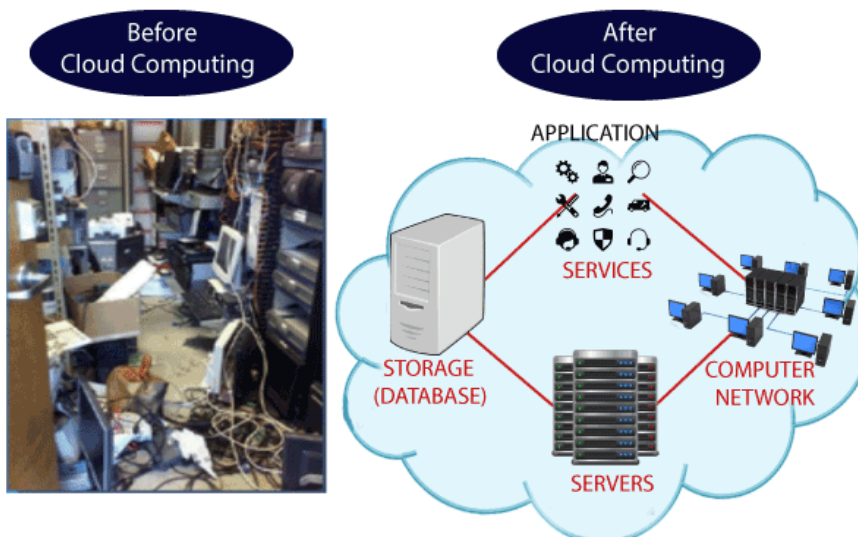 Before
Cloud Computing
After
Cloud Computing
APPLICATION
SERVICES
STORAGE
(DATABASE)
COMPUTER
NETWORK
SERVERS